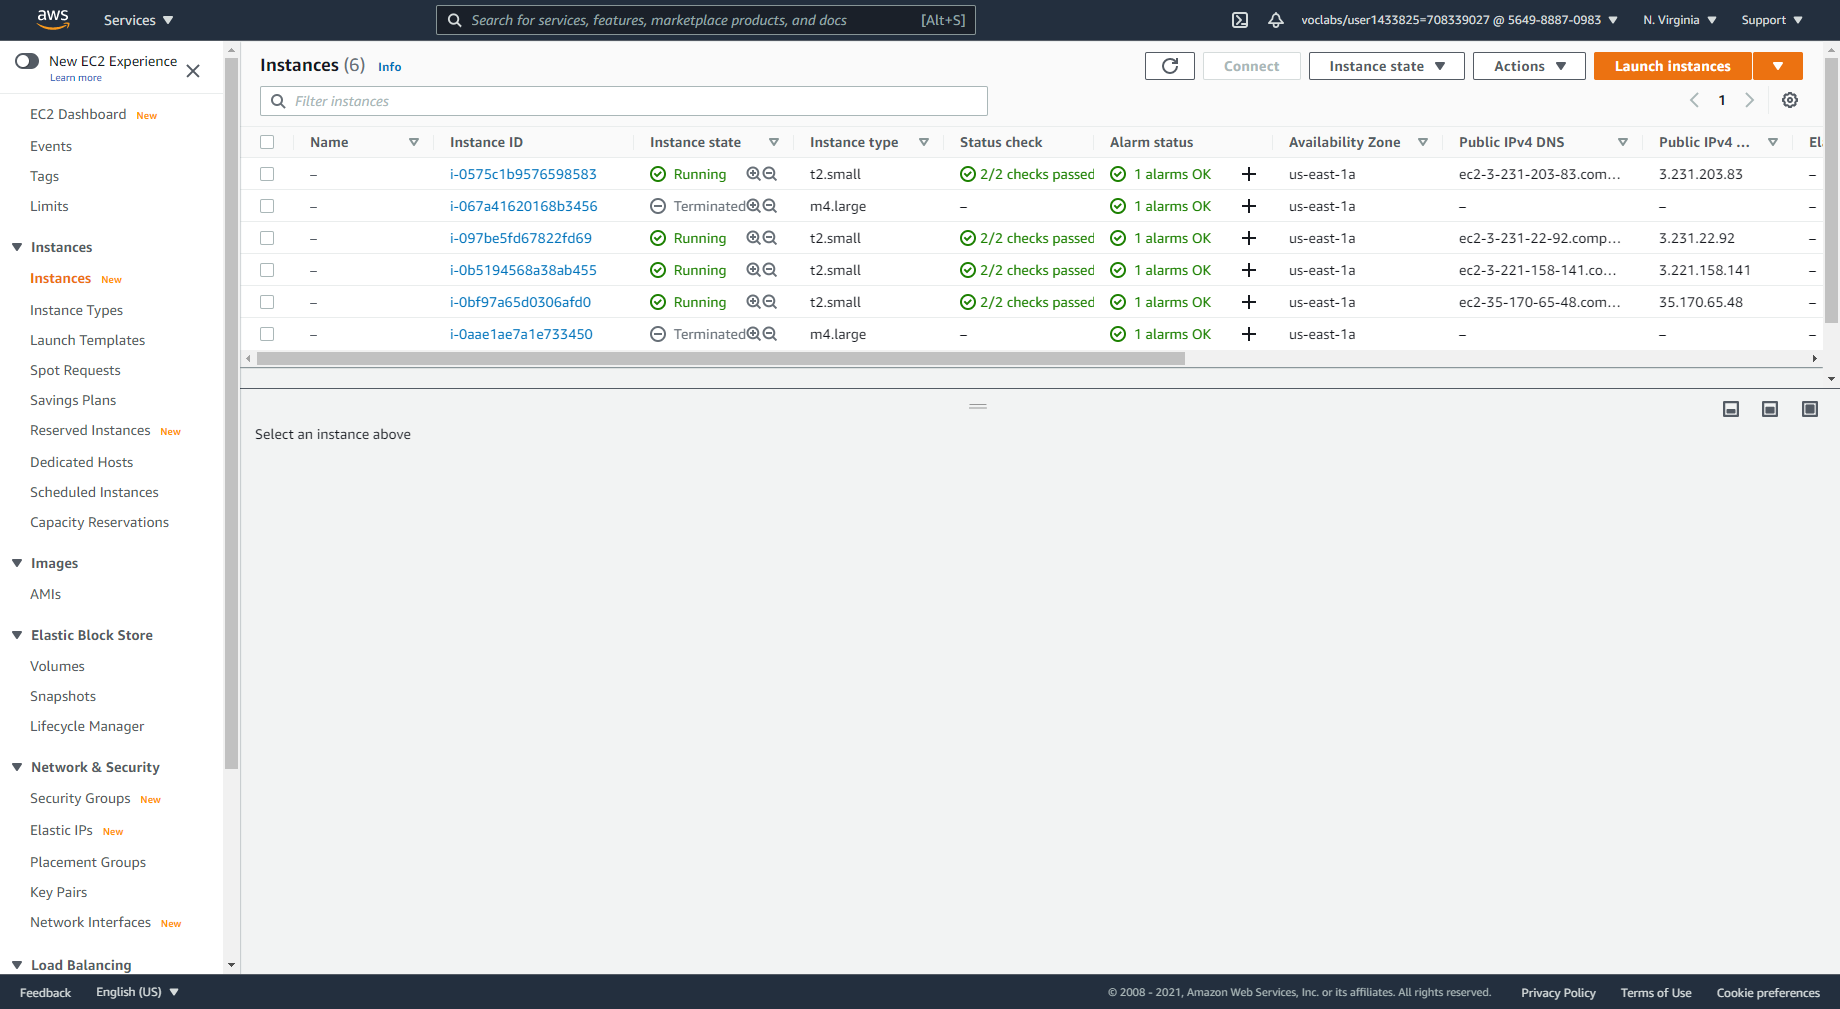 aws Services Search for services, features, marketplace products, and docs [Alt+S] voclabs/user1433825=708339027 @ 5649-8887-0983 N. Virginia Support
New EC2 Experience
Learn more
EC2 Dashboard New
Events
Tags
Limits
Instances
Instances New
Instance Types
Launch Templates
Spot Requests
Savings Plans
Reserved Instances New
Dedicated Hosts
Scheduled Instances
Capacity Reservations
Images
AMIs
Elastic Block Store
Volumes
Snapshots
Lifecycle Manager
Network & Security
Security Groups New
Elastic IPs New
Placement Groups
Key Pairs
Network Interfaces New
Load Balancing
Instances (6) Info Connect Instance state Actions Launch instances
Filter instances 1
Name Instance ID Instance state Instance type Status check Alarm status Availability Zone Public IPv4 DNS Public IPv4 ... El
– i-0575c1b9576598583 Running t2.small 2/2 checks passed 1 alarms OK + us-east-1a ec2-3-231-203-83.com... 3.231.203.83 –
– i-067a41620168b3456 Terminated m4.large – 1 alarms OK + us-east-1a – – –
– i-097be5fd67822fd69 Running t2.small 2/2 checks passed 1 alarms OK + us-east-1a ec2-3-231-22-92.comp... 3.231.22.92 –
– i-0b5194568a38ab455 Running t2.small 2/2 checks passed 1 alarms OK + us-east-1a ec2-3-221-158-141.co... 3.221.158.141 –
– i-0bf97a65d0306afd0 Running t2.small 2/2 checks passed 1 alarms OK + us-east-1a ec2-35-170-65-48.com... 35.170.65.48 –
– i-0aae1ae7a1e733450 Terminated m4.large – 1 alarms OK + us-east-1a – – –
Select an instance above
Feedback English (US) © 2008 - 2021, Amazon Web Services, Inc. or its affiliates. All rights reserved. Privacy Policy Terms of Use Cookie preferences